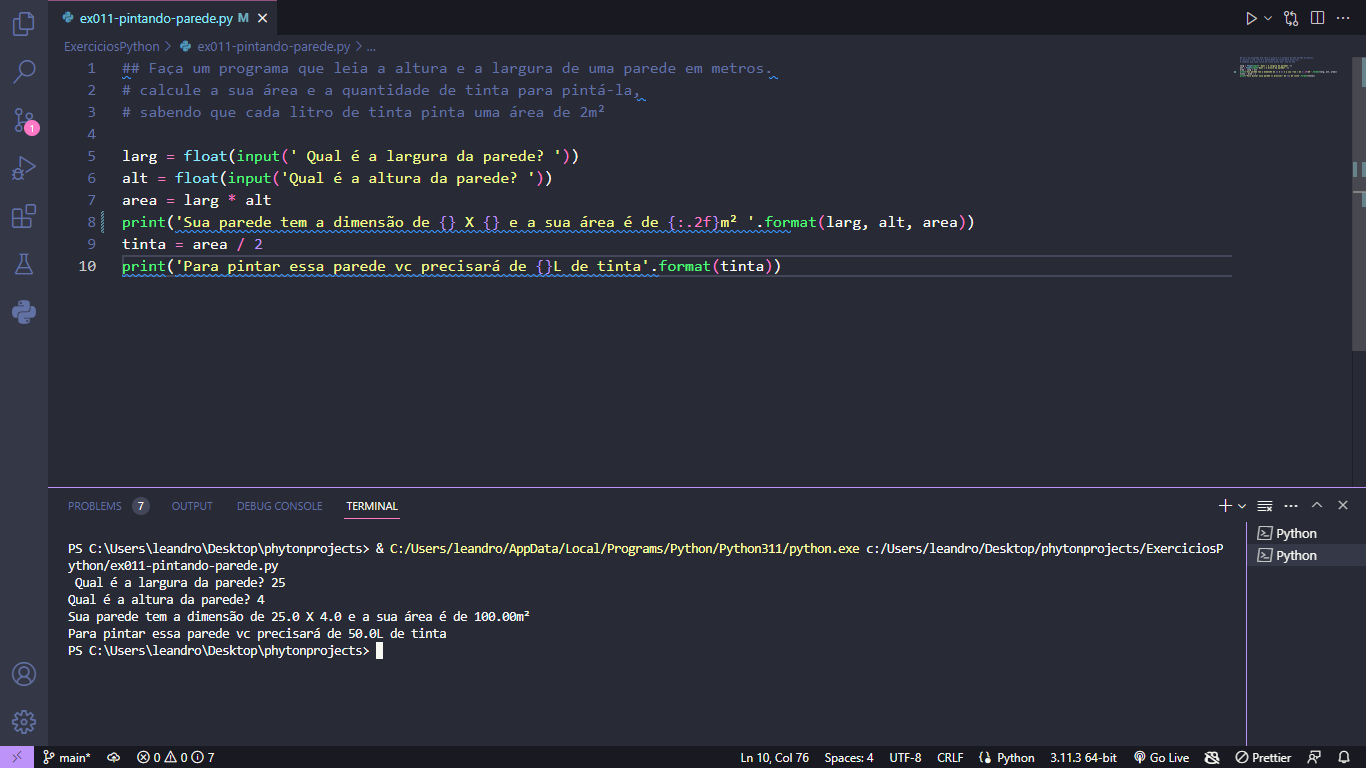 ex011-pintando-parede.py M
ExerciciosPython > ex011-pintando-parede.py > ...
1 ## Faça um programa que leia a altura e a largura de uma parede em metros.
2 # calcule a sua área e a quantidade de tinta para pintá-la,
3 # sabendo que cada litro de tinta pinta uma área de 2m²
4
5 larg = float(input(' Qual é a largura da parede? '))
6 alt = float(input('Qual é a altura da parede? '))
7 area = larg * alt
8 print('Sua parede tem a dimensão de {} X {} e a sua área é de {:.2f}m² '.format(larg, alt, area))
9 tinta = area / 2
10 print('Para pintar essa parede vc precisará de {}L de tinta'.format(tinta))
1
PROBLEMS 7 OUTPUT DEBUG CONSOLE TERMINAL
PS C:\Users\leandro\Desktop\phytonprojects> & C:/Users/leandro/AppData/Local/Programs/Python/Python311/python.exe c:/Users/leandro/Desktop/phytonprojects/ExerciciosP
ython/ex011-pintando-parede.py
 Qual é a largura da parede? 25
Qual é a altura da parede? 4
Sua parede tem a dimensão de 25.0 X 4.0 e a sua área é de 100.00m²
Para pintar essa parede vc precisará de 50.0L de tinta
PS C:\Users\leandro\Desktop\phytonprojects>
Python
Python
main* 0 0 7 Ln 10, Col 76 Spaces: 4 UTF-8 CRLF Python 3.11.3 64-bit Go Live Prettier